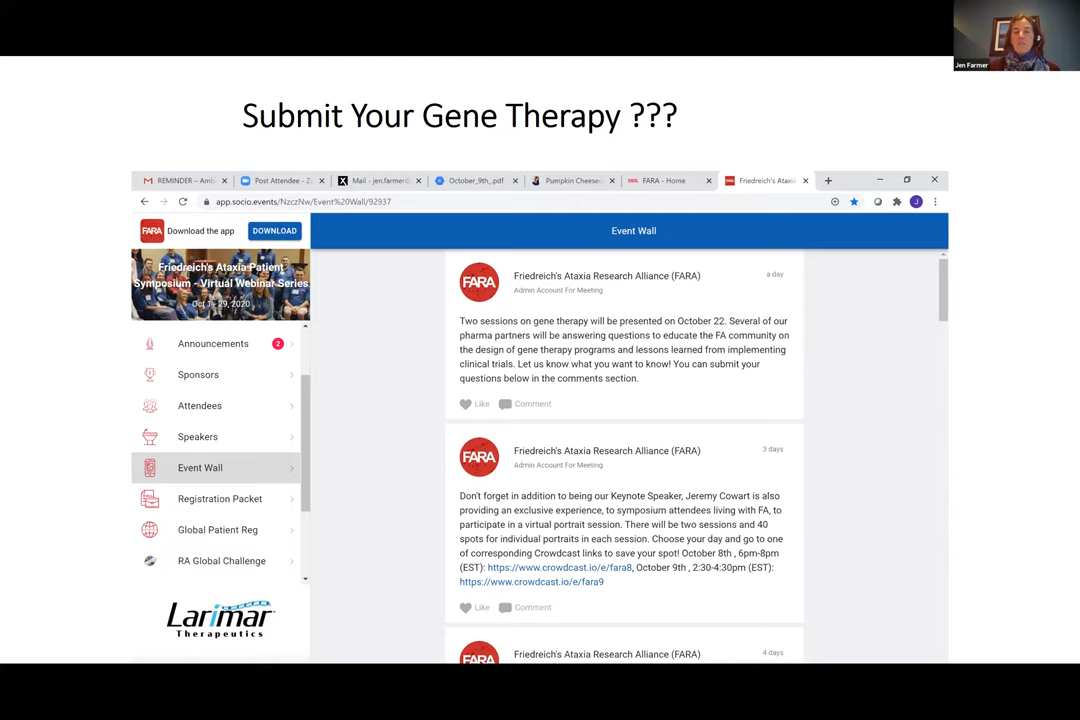 Jen Farmer
Submit Your Gene Therapy ???
REMINDER – Amb
Post Attendee - Z
Mail - jen.farmer@
October_9th_.pdf
Pumpkin Cheesec
FARA - Home
Friedreich's Ataxia
app.socio.events/NzczNw/Event%20Wall/92937
J
FARA
Download the app
DOWNLOAD
Event Wall
Friedreich's Ataxia Patient
Symposium - Virtual Webinar Series
Oct 1 - 29, 2020
Announcements
2
Sponsors
Attendees
Speakers
Event Wall
Registration Packet
Global Patient Reg
RA Global Challenge
Larimar
Therapeutics
FARA
Friedreich's Ataxia Research Alliance (FARA)
a day
Admin Account For Meeting
Two sessions on gene therapy will be presented on October 22. Several of our
pharma partners will be answering questions to educate the FA community on
the design of gene therapy programs and lessons learned from implementing
clinical trials. Let us know what you want to know! You can submit your
questions below in the comments section.
Like
Comment
FARA
Friedreich's Ataxia Research Alliance (FARA)
3 days
Admin Account For Meeting
Don't forget in addition to being our Keynote Speaker, Jeremy Cowart is also
providing an exclusive experience, to symposium attendees living with FA, to
participate in a virtual portrait session. There will be two sessions and 40
spots for individual portraits in each session. Choose your day and go to one
of corresponding Crowdcast links to save your spot! October 8th , 6pm-8pm
(EST): https://www.crowdcast.io/e/fara8, October 9th , 2:30-4:30pm (EST):
https://www.crowdcast.io/e/fara9
Like
Comment
FARA
Friedreich's Ataxia Research Alliance (FARA)
4 days